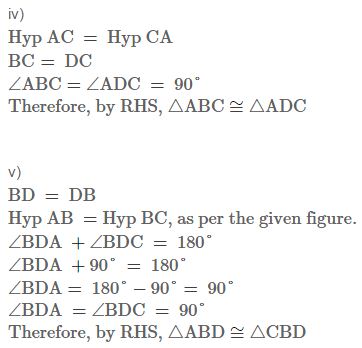 iv)
Hyp AC = Hyp CA
BC = DC
∠ABC = ∠ADC = 90˚
Therefore, by RHS, △ABC ≅ △ADC
v)
BD = DB
Hyp AB = Hyp BC, as per the given figure.
∠BDA + ∠BDC = 180˚
∠BDA + 90˚ = 180˚
∠BDA = 180˚ − 90˚ = 90˚
∠BDA = ∠BDC = 90˚
Therefore, by RHS, △ABD ≅ △CBD